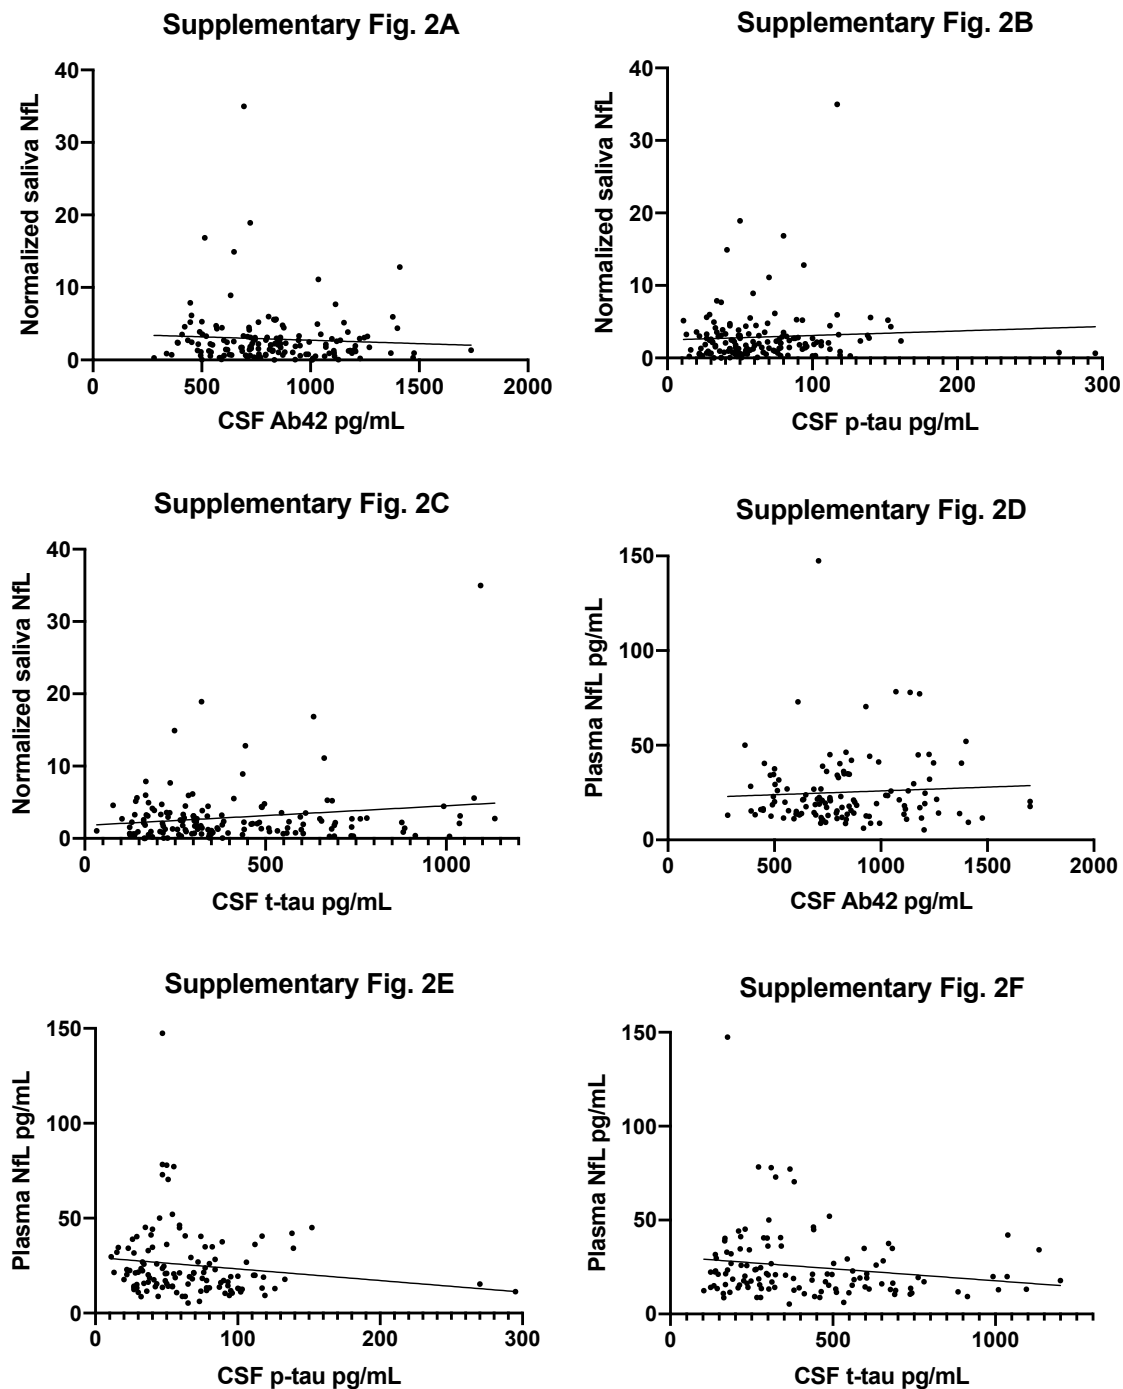 Supplementary Fig. 2A
40
30
20
10
0
Normalized saliva NfL
0 500 1000 1500 2000
CSF Ab42 pg/mL
Supplementary Fig. 2B
40
30
20
10
0
Normalized saliva NfL
0 100 200 300
CSF p-tau pg/mL
Supplementary Fig. 2C
40
30
20
10
0
Normalized saliva NfL
0 500 1000
CSF t-tau pg/mL
Supplementary Fig. 2D
150
100
50
0
Plasma NfL pg/mL
0 500 1000 1500 2000
CSF Ab42 pg/mL
Supplementary Fig. 2E
150
100
50
0
Plasma NfL pg/mL
0 100 200 300
CSF p-tau pg/mL
Supplementary Fig. 2F
150
100
50
0
Plasma NfL pg/mL
0 500 1000
CSF t-tau pg/mL